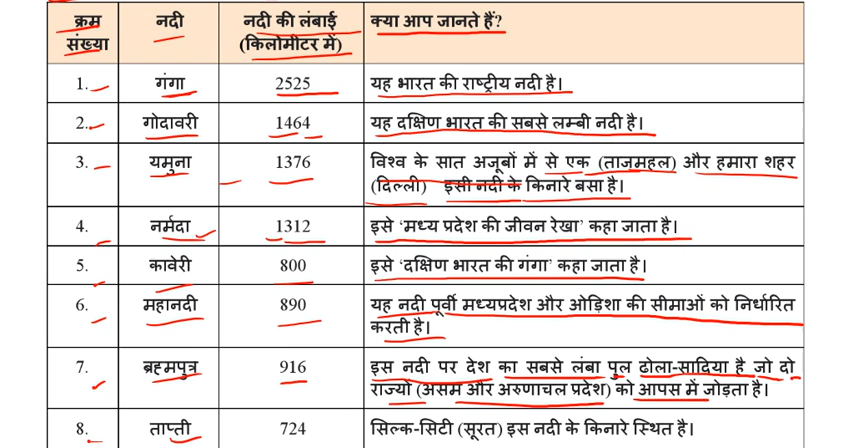 क्रम संख्या नदी नदी की लंबाई (किलोमीटर में) क्या आप जानते हैं?
1. गंगा 2525 यह भारत की राष्ट्रीय नदी है।
2. गोदावरी 1464 यह दक्षिण भारत की सबसे लम्बी नदी है।
3. यमुना 1376 विश्व के सात अजूबों में से एक (ताजमहल) और हमारा शहर
(दिल्ली) इसी नदी के किनारे बसा है।
4. नर्मदा 1312 इसे ‘मध्य प्रदेश की जीवन रेखा’ कहा जाता है।
5. कावेरी 800 इसे ‘दक्षिण भारत की गंगा’ कहा जाता है।
6. महानदी 890 यह नदी पूर्वी मध्यप्रदेश और ओड़िशा की सीमाओं को निर्धारित
करती है।
7. ब्रह्मपुत्र 916 इस नदी पर देश का सबसे लंबा पुल ढोला-सादिया है जो दो
राज्यों (असम और अरुणाचल प्रदेश) को आपस में जोड़ता है।
8. ताप्ती 724 सिल्क-सिटी (सूरत) इस नदी के किनारे स्थित है।